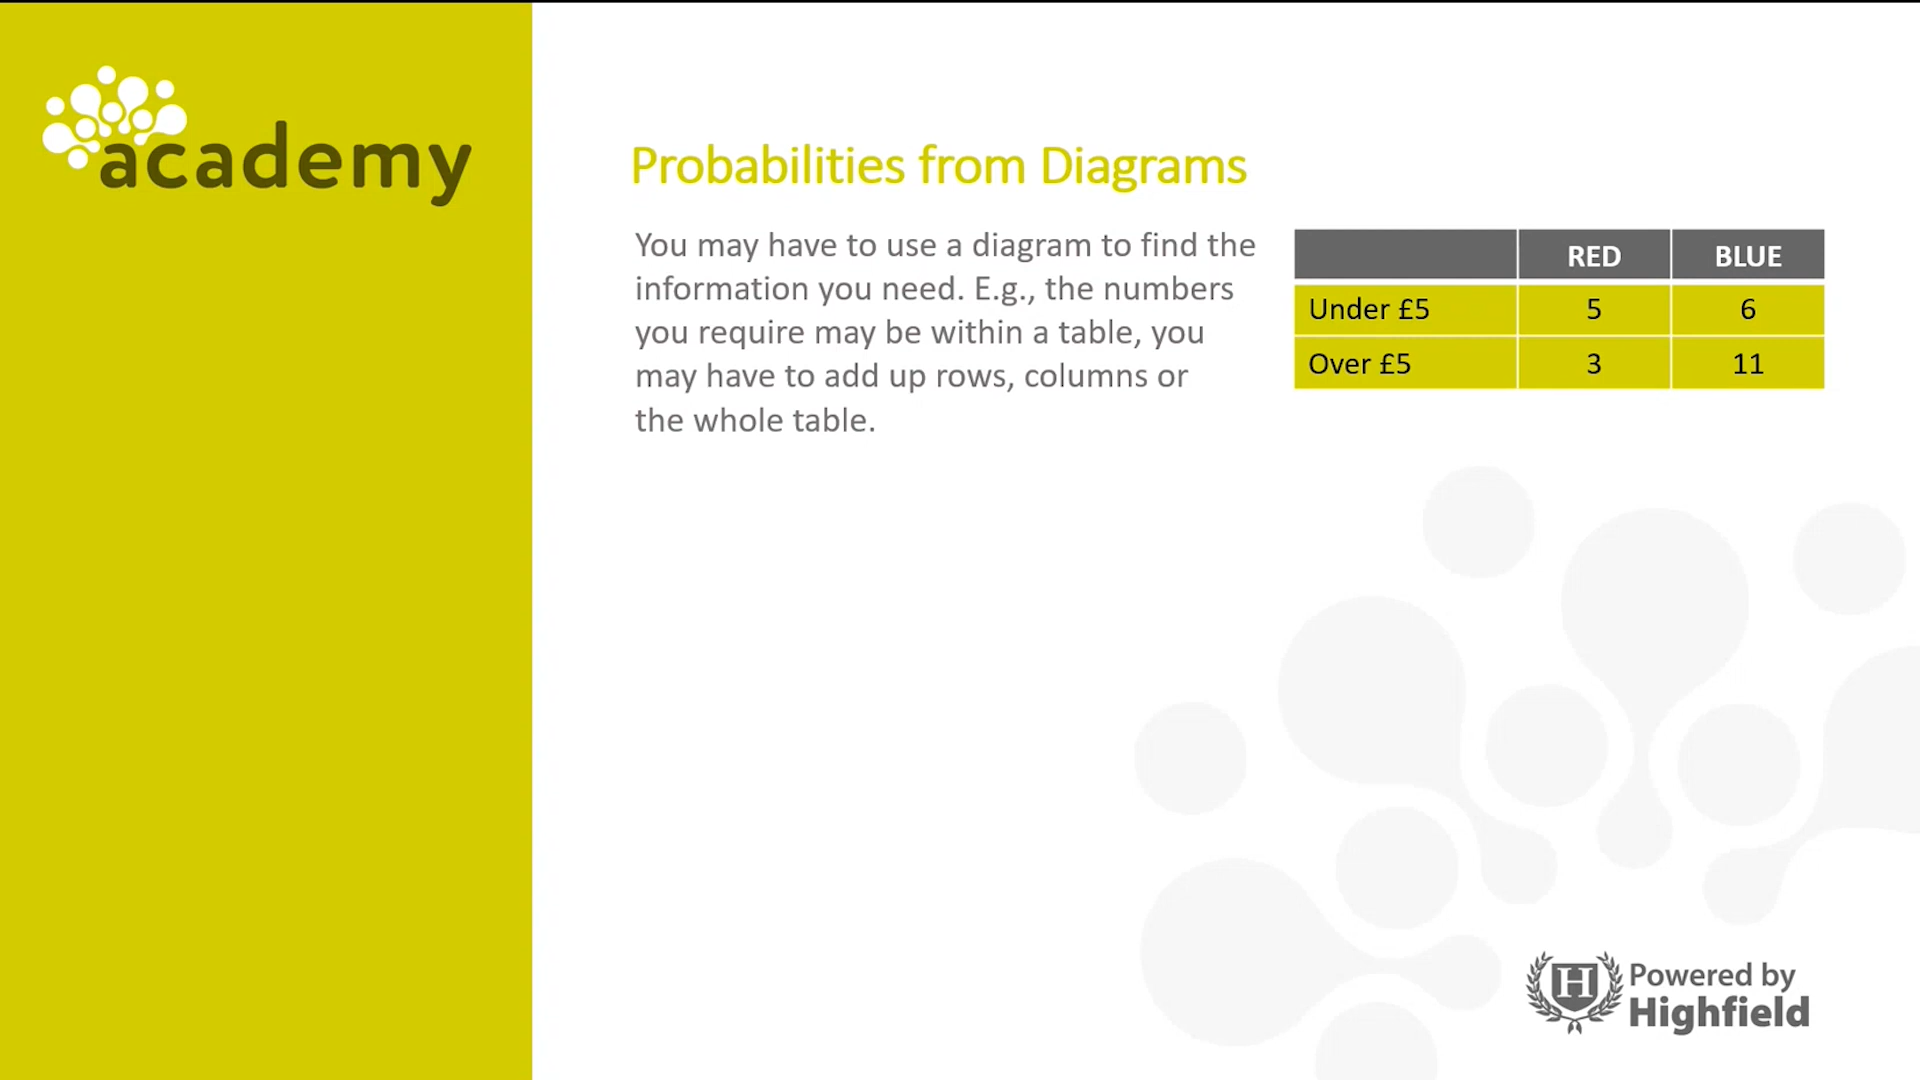 academy
Probabilities from Diagrams
You may have to use a diagram to find the
information you need. E.g., the numbers
you require may be within a table, you
may have to add up rows, columns or
the whole table.
RED BLUE
Under £5 5 6
Over £5 3 11
H
Powered by
Highfield